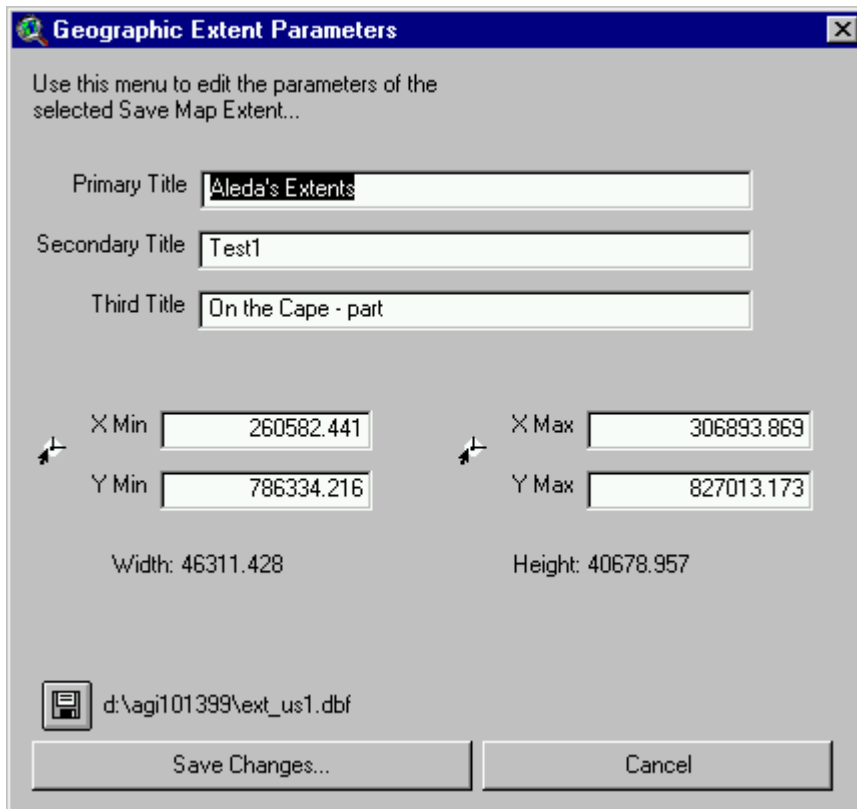 Geographic Extent Parameters
Use this menu to edit the parameters of the
selected Save Map Extent...
Primary Title Aleda's Extents
Secondary Title Test1
Third Title On the Cape - part
X Min 260582.441 X Max 306893.869
Y Min 786334.216 Y Max 827013.173
Width: 46311.428 Height: 40678.957
d:\agi101399\ext_us1.dbf
Save Changes... Cancel